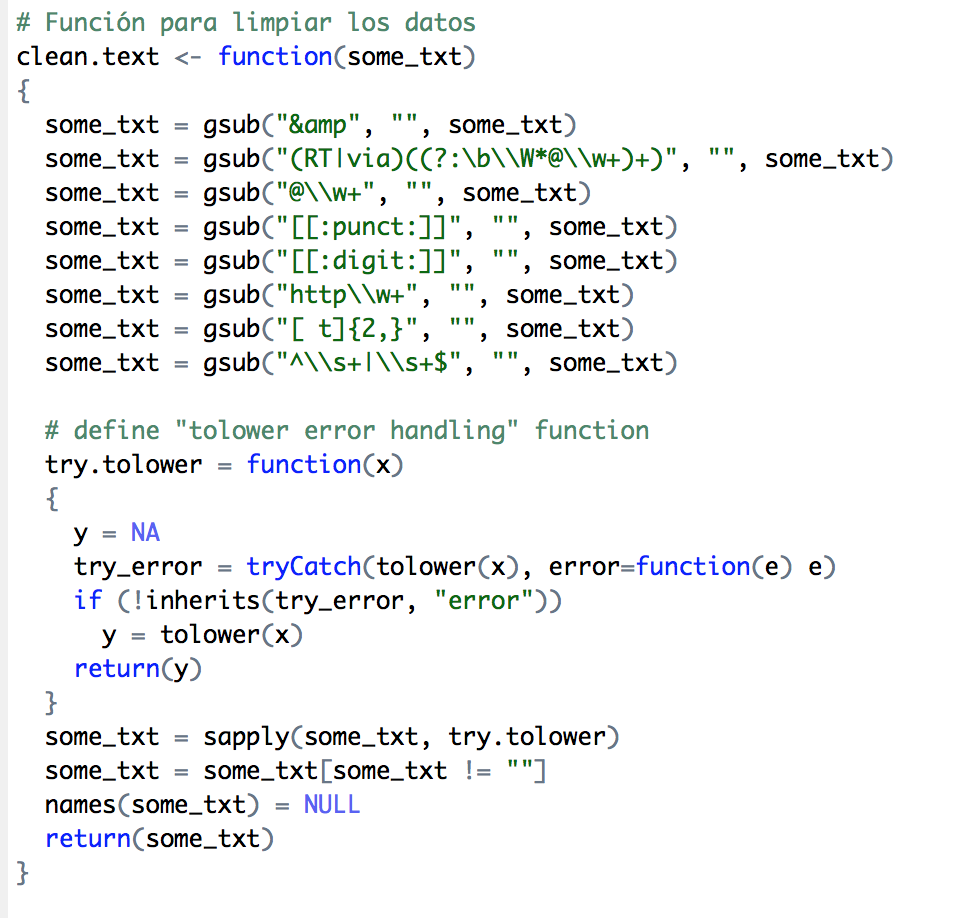 # Función para limpiar los datos
clean.text <- function(some_txt)
{
  some_txt = gsub("&amp", "", some_txt)
  some_txt = gsub("(RT|via)((?:\b\\W*@\\w+)+)", "", some_txt)
  some_txt = gsub("@\\w+", "", some_txt)
  some_txt = gsub("[[:punct:]]", "", some_txt)
  some_txt = gsub("[[:digit:]]", "", some_txt)
  some_txt = gsub("http\\w+", "", some_txt)
  some_txt = gsub("[ t]{2,}", "", some_txt)
  some_txt = gsub("^\\s+|\\s+$", "", some_txt)

  # define "tolower error handling" function
  try.tolower = function(x)
  {
    y = NA
    try_error = tryCatch(tolower(x), error=function(e) e)
    if (!inherits(try_error, "error"))
      y = tolower(x)
    return(y)
  }
  some_txt = sapply(some_txt, try.tolower)
  some_txt = some_txt[some_txt != ""]
  names(some_txt) = NULL
  return(some_txt)
}